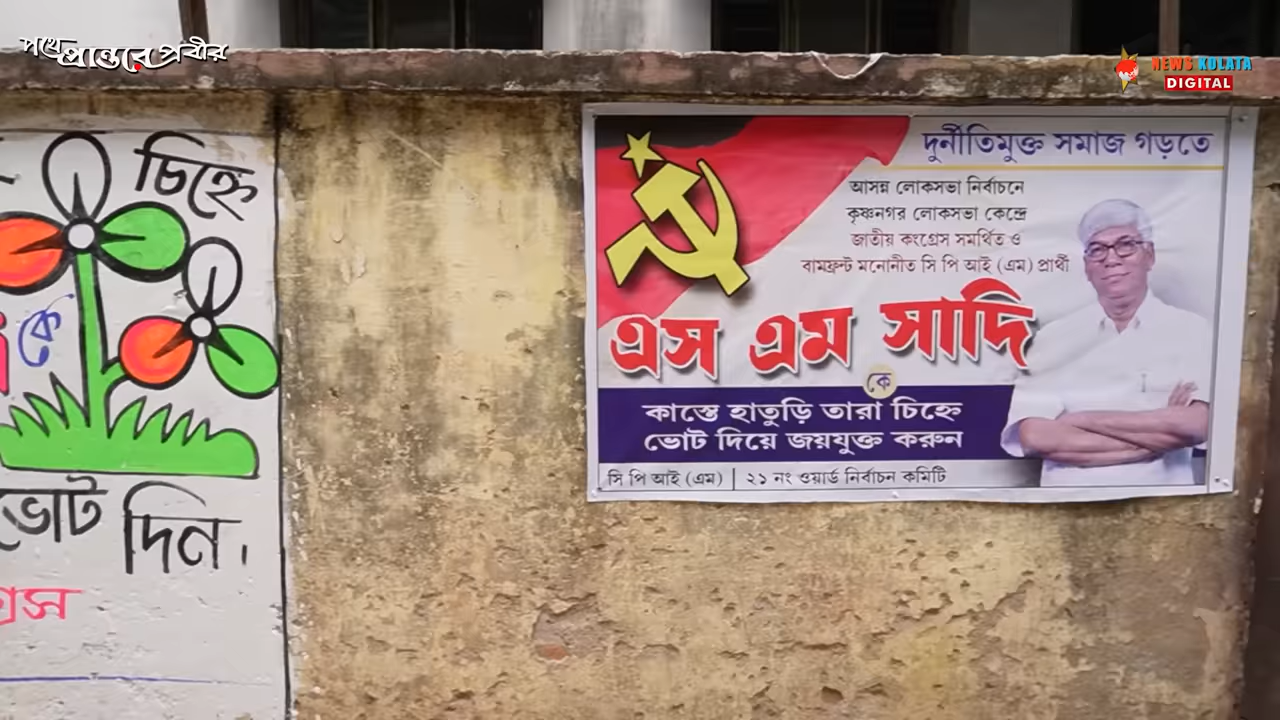 পথে প্রান্তরে প্রবীর
NEWS KOLATA
DIGITAL
চিহ্নে
কে
ভোট দিন।
দুর্নীতিমুক্ত সমাজ গড়তে
আসন্ন লোকসভা নির্বাচনে
কৃষ্ণনগর লোকসভা কেন্দ্রে
জাতীয় কংগ্রেস সমর্থিত ও
বামফ্রন্ট মনোনীত সি পি আই (এম) প্রার্থী
এস এম সাদি
কে
কাস্তে হাতুড়ি তারা চিহ্নে
ভোট দিয়ে জয়যুক্ত করুন
সি পি আই (এম) | ২১ নং ওয়ার্ড নির্বাচন কমিটি